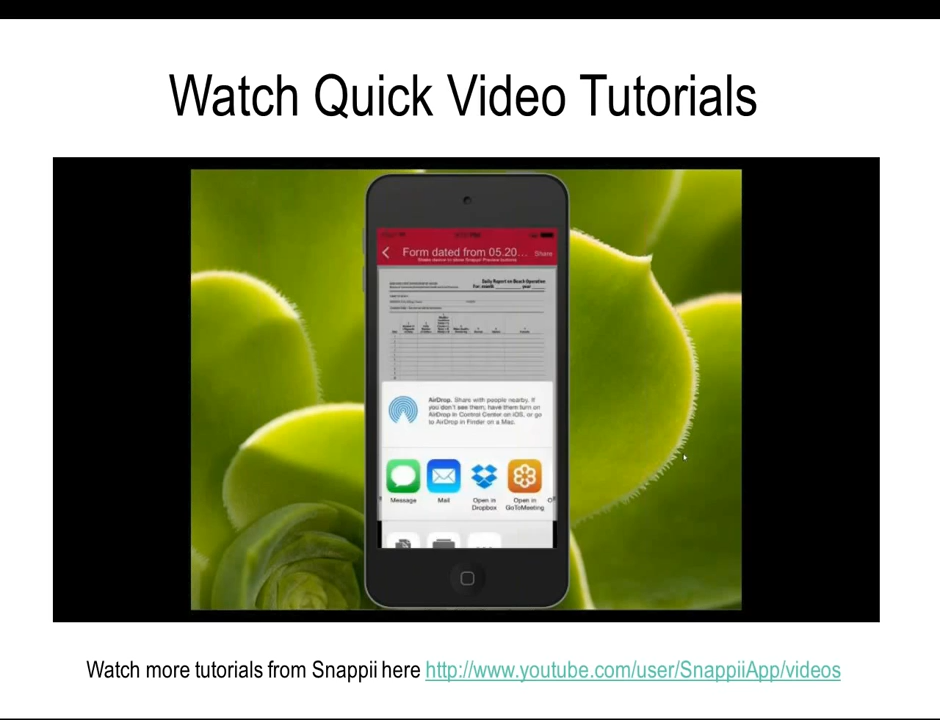 Watch Quick Video Tutorials
Form dated from 05.20... Share
Daily Report on Beach Operation
For: month year
AirDrop. Share with people nearby. If
you don't see them, have them turn on
AirDrop in Control Center on iOS, or go
to AirDrop in Finder on a Mac.
Message Mail Open in Open in
Dropbox GoToMeeting
Watch more tutorials from Snappii here http://www.youtube.com/user/SnappiiApp/videos